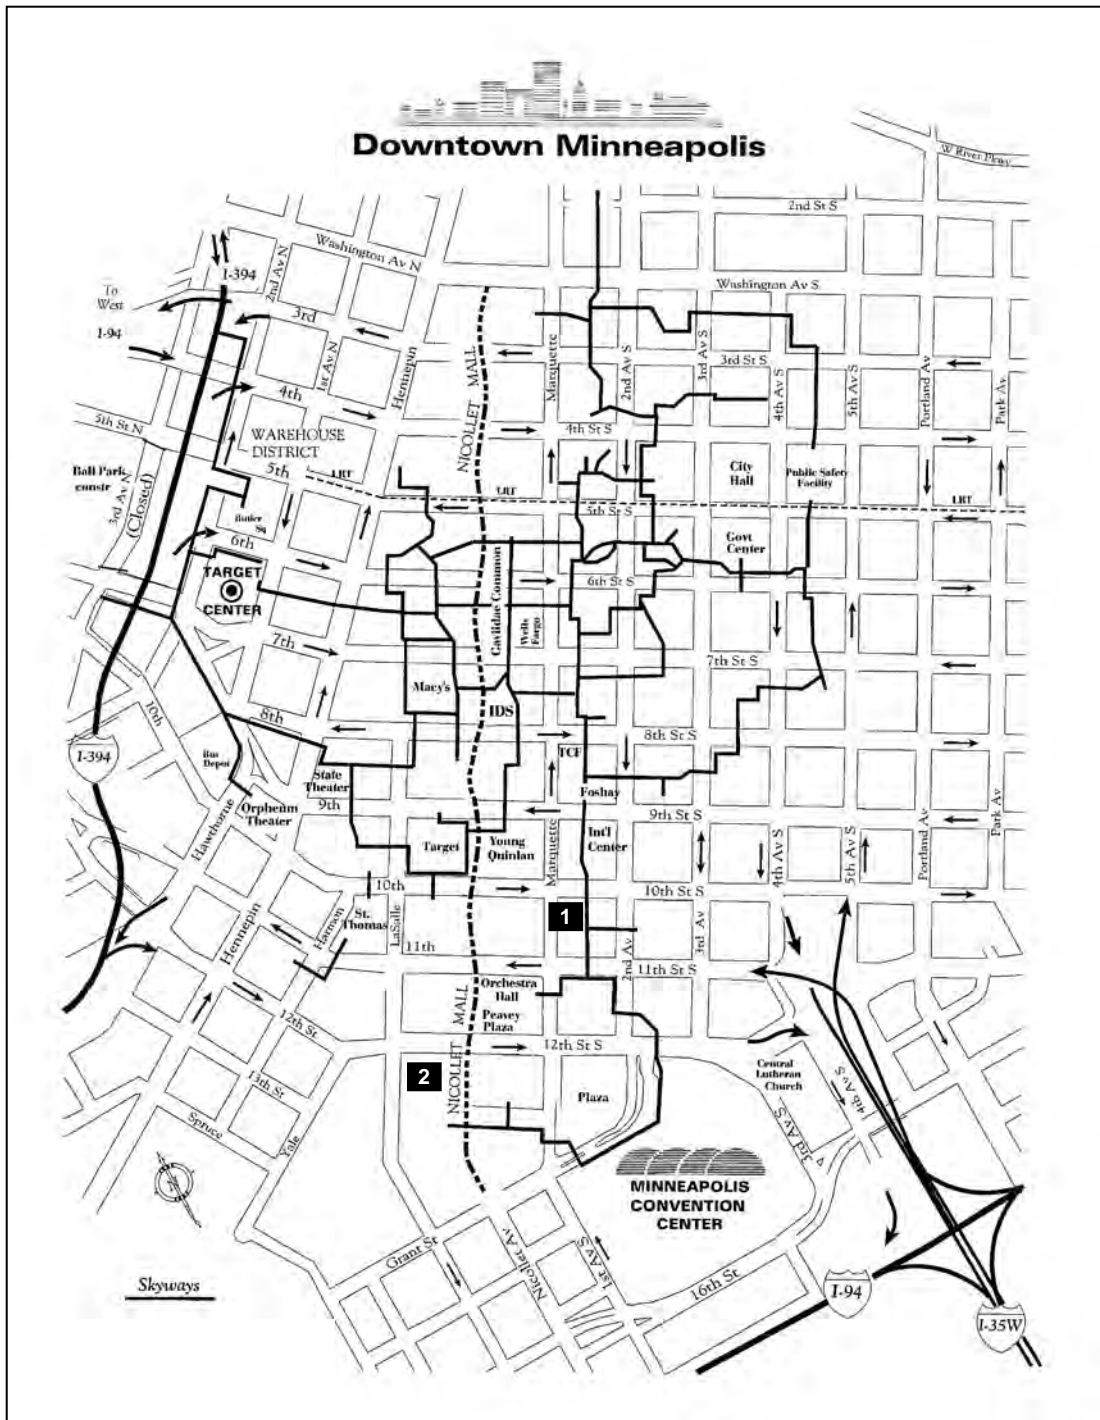 Downtown Minneapolis
W River Pkwy
2nd St S
Washington Av N
Washington Av S
I-394
2nd Av N
To
West
I-94
3rd
1st Av N
Hennepin
NICOLLET MALL
Marquette
2nd Av S
3rd Av S
3rd St S
4th Av S
5th Av S
Portland Av
Park Av
4th
5th St N
WAREHOUSE
DISTRICT
4th St S
Ball Park
constr
3rd Av N
(Closed)
5th
LRT
LRT
City
Hall
Public Safety
Facility
LRT
5th St S
Butler
Sq
6th
Govt
Center
TARGET
CENTER
Cavlidae Common
6th St S
Wells
Fargo
7th
7th St S
Macy's
IDS
10th
8th
8th St S
I-394
Bus
Depot
State
Theater
TCF
Foshay
9th
Orpheum
Theater
Hawthorne
9th St S
Target
Young
Quinlan
Marquette
Int'l
Center
4th Av S
5th Av S
Portland Av
Park Av
10th
10th St S
Hennepin
Harmon
St.
Thomas
LaSalle
1
3rd Av
2nd Av
11th
11th St S
Orchestra
Hall
Peavey
Plaza
NICOLLET MALL
12th St
12th St S
2
13th St
Plaza
Central
Lutheran
Church
4th Av S
3rd Av S
Spruce
Yale
MINNEAPOLIS
CONVENTION
CENTER
Grant St
Nicollet Av
1st Av S
16th St
Skyways
I-94
I-35W